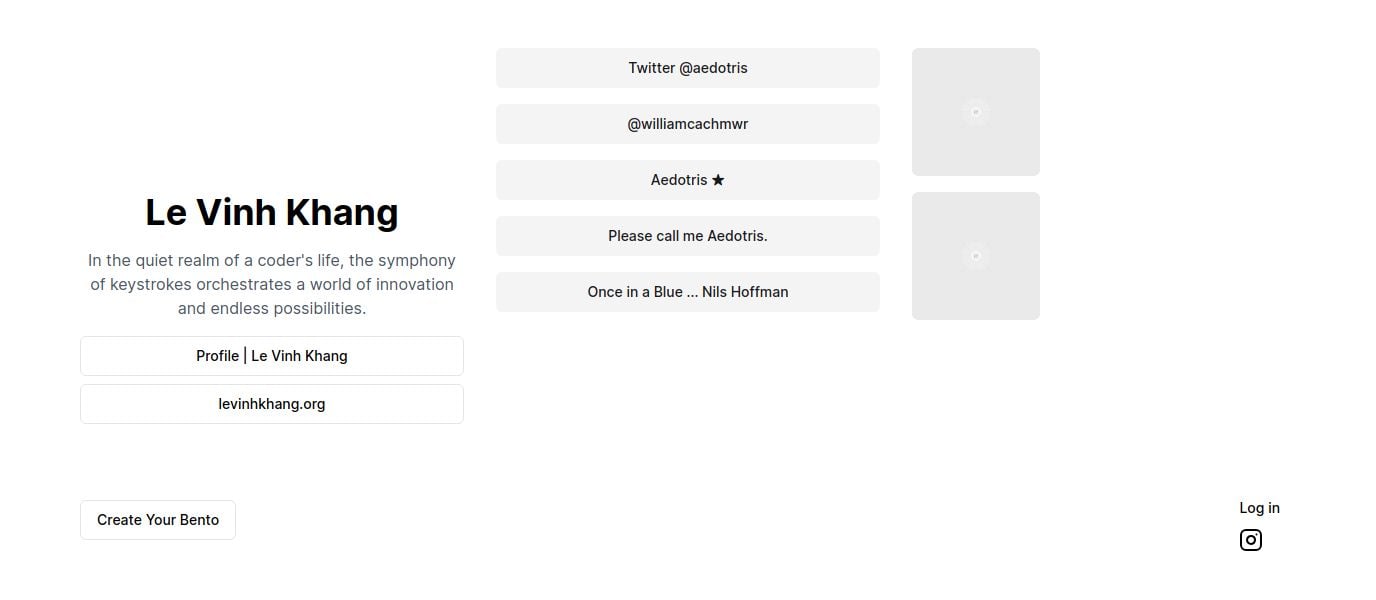 Le Vinh Khang
In the quiet realm of a coder's life, the symphony
of keystrokes orchestrates a world of innovation
and endless possibilities.
Profile | Le Vinh Khang
levinhkhang.org
Twitter @aedotris
@williamcachmwr
Aedotris ★
Please call me Aedotris.
Once in a Blue ... Nils Hoffman
Create Your Bento
Log in